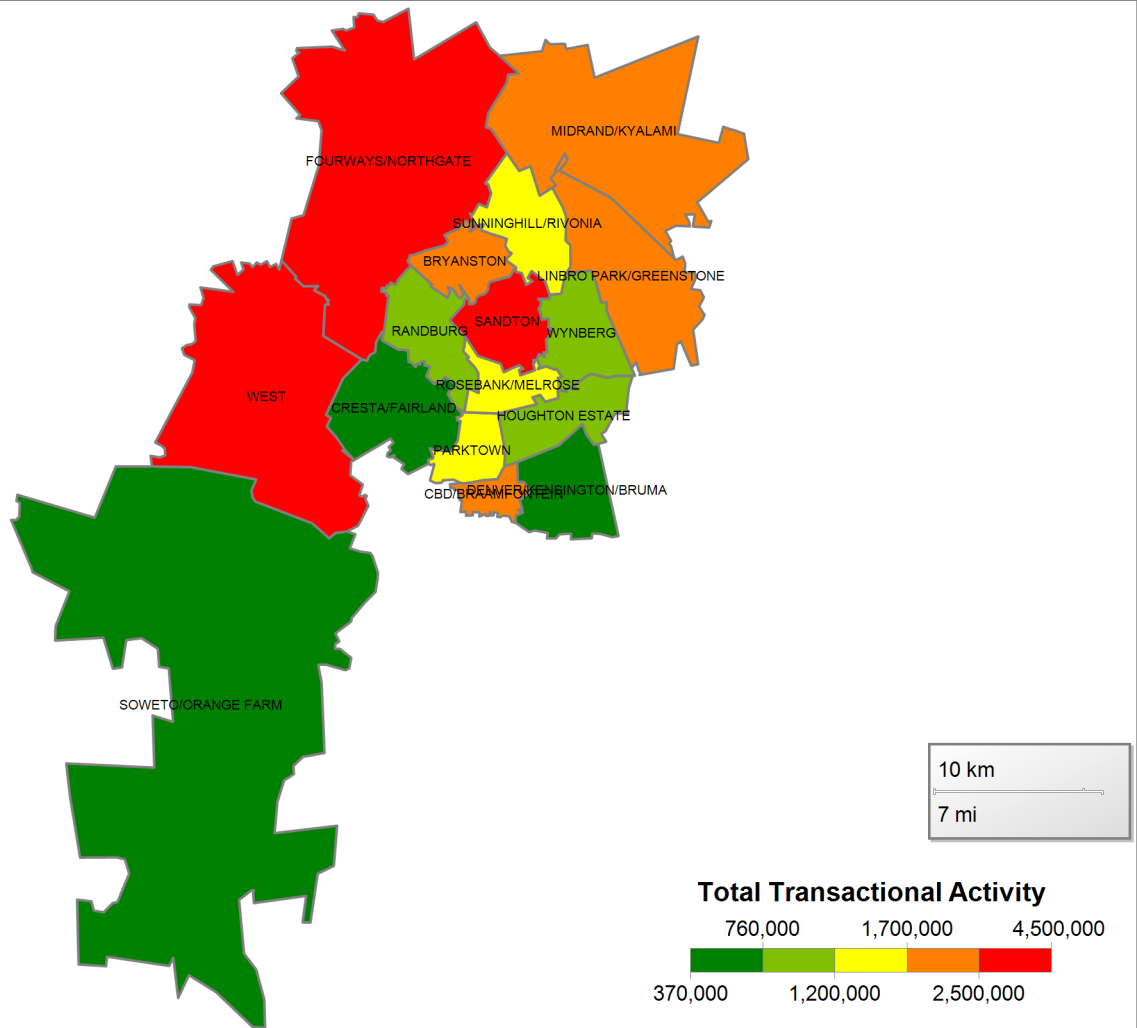 MIDRAND/KYALAMI
FOURWAYS/NORTHGATE
SUNNINGHILL/RIVONIA
BRYANSTON
LINBRO PARK/GREENSTONE
SANDTON
RANDBURG
WYNBERG
ROSEBANK/MELROSE
WEST
CRESTA/FAIRLAND
HOUGHTON ESTATE
PARKTOWN
DENVER/KENSINGTON/BRUMA
CBD/BRAAMFONTEIN
SOWETO/ORANGE FARM
10 km
7 mi
Total Transactional Activity
760,000 1,700,000 4,500,000
370,000 1,200,000 2,500,000